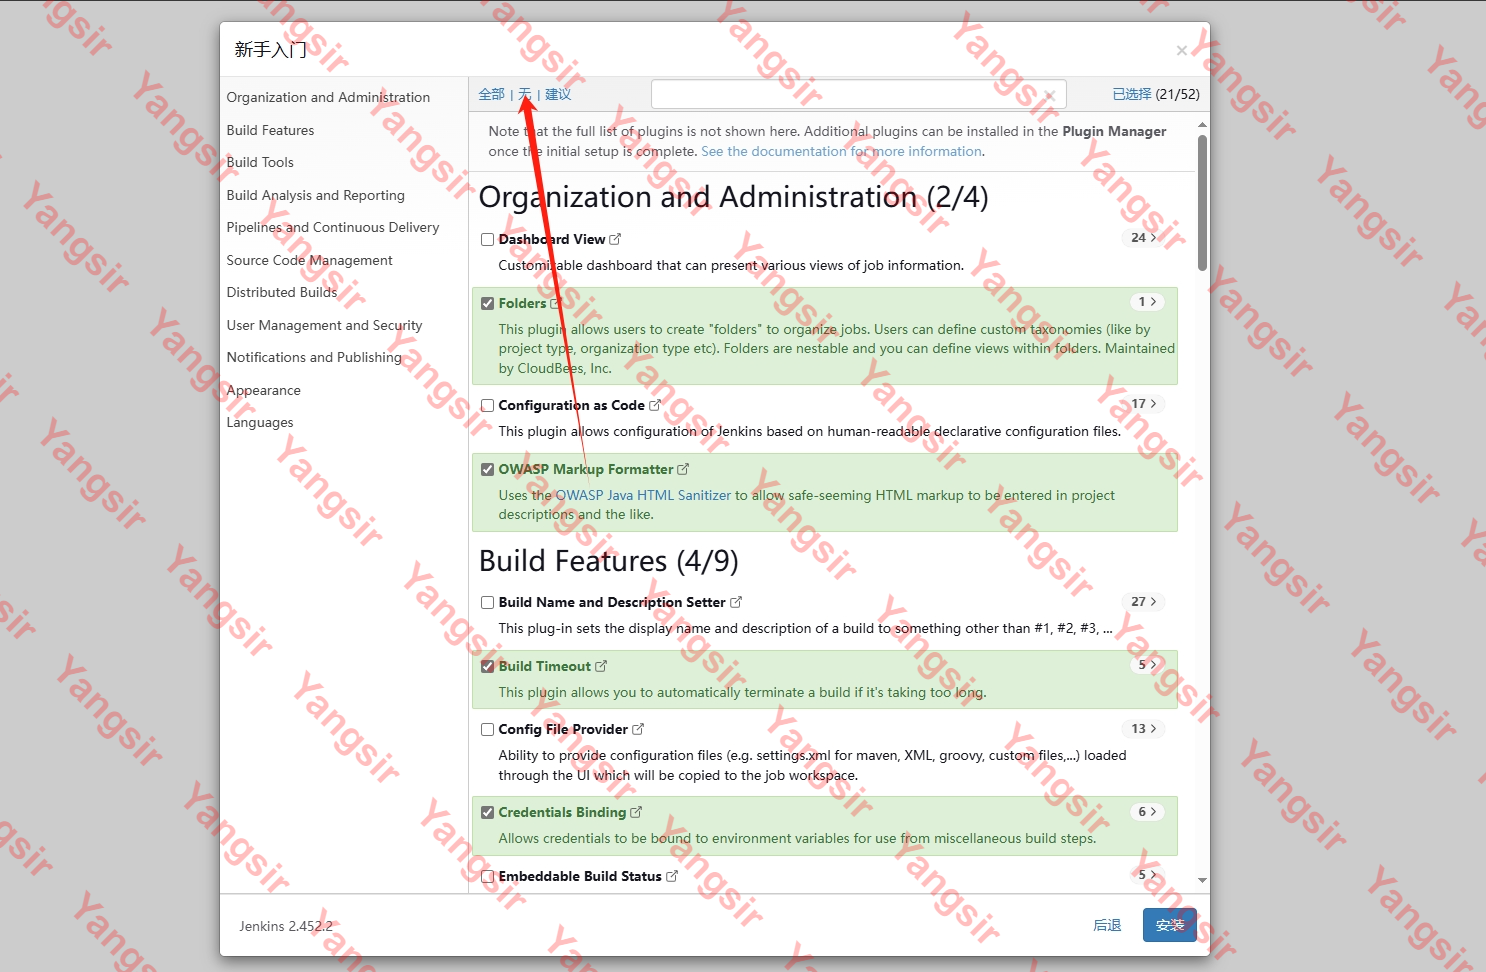 新手入门
×
Organization and Administration
Build Features
Build Tools
Build Analysis and Reporting
Pipelines and Continuous Delivery
Source Code Management
Distributed Builds
User Management and Security
Notifications and Publishing
Appearance
Languages
全部 | 无 | 建议
已选择 (21/52)
Note that the full list of plugins is not shown here. Additional plugins can be installed in the Plugin Manager
once the initial setup is complete. See the documentation for more information.
Organization and Administration (2/4)
Dashboard View
24 >
Customizable dashboard that can present various views of job information.
Folders
1 >
This plugin allows users to create "folders" to organize jobs. Users can define custom taxonomies (like by
project type, organization type etc). Folders are nestable and you can define views within folders. Maintained
by CloudBees, Inc.
Configuration as Code
17 >
This plugin allows configuration of Jenkins based on human-readable declarative configuration files.
OWASP Markup Formatter
Uses the OWASP Java HTML Sanitizer to allow safe-seeming HTML markup to be entered in project
descriptions and the like.
Build Features (4/9)
Build Name and Description Setter
27 >
This plug-in sets the display name and description of a build to something other than #1, #2, #3, ...
Build Timeout
5 >
This plugin allows you to automatically terminate a build if it's taking too long.
Config File Provider
13 >
Ability to provide configuration files (e.g. settings.xml for maven, XML, groovy, custom files,...) loaded
through the UI which will be copied to the job workspace.
Credentials Binding
6 >
Allows credentials to be bound to environment variables for use from miscellaneous build steps.
Embeddable Build Status
5 >
Jenkins 2.452.2
后退
安装
Yangsir